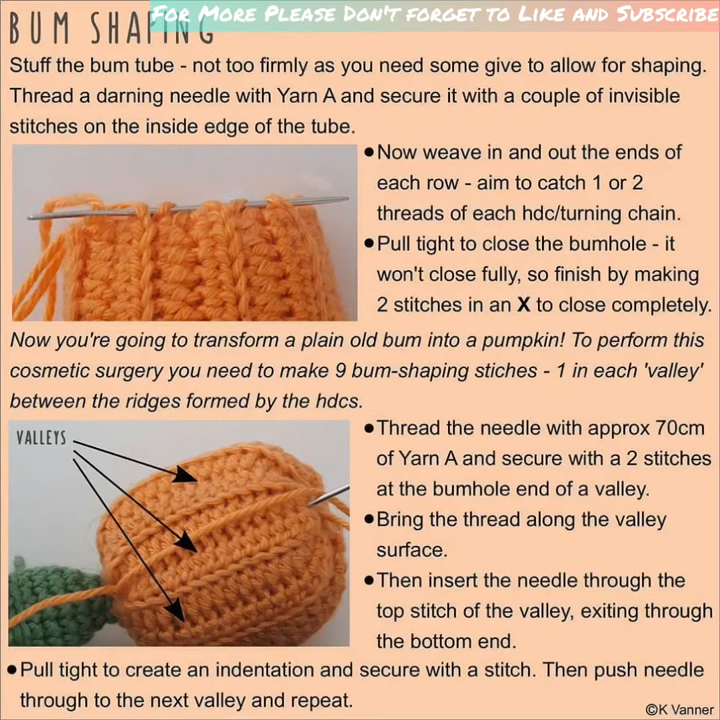 For More Please Don't forget to Like and Subscribe
BUM SHAPING
Stuff the bum tube - not too firmly as you need some give to allow for shaping.
Thread a darning needle with Yarn A and secure it with a couple of invisible
stitches on the inside edge of the tube.
●Now weave in and out the ends of
each row - aim to catch 1 or 2
threads of each hdc/turning chain.
●Pull tight to close the bumhole - it
won't close fully, so finish by making
2 stitches in an X to close completely.
Now you're going to transform a plain old bum into a pumpkin! To perform this
cosmetic surgery you need to make 9 bum-shaping stiches - 1 in each 'valley'
between the ridges formed by the hdcs.
VALLEYS
●Thread the needle with approx 70cm
of Yarn A and secure with a 2 stitches
at the bumhole end of a valley.
●Bring the thread along the valley
surface.
●Then insert the needle through the
top stitch of the valley, exiting through
the bottom end.
●Pull tight to create an indentation and secure with a stitch. Then push needle
through to the next valley and repeat.
©K Vanner